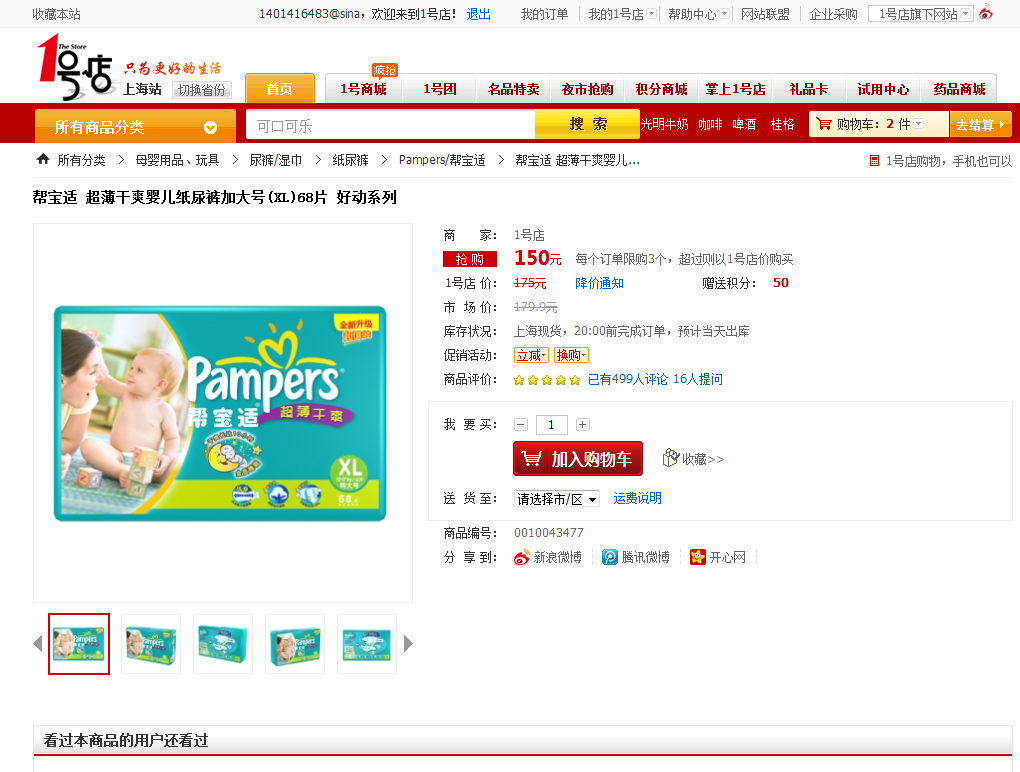 收藏本站 1401416483@sina，欢迎来到1号店! 退出 我的订单 我的1号店 帮助中心 网站联盟 企业采购 1号店旗下网站
The Store
1号店 只为更好的生活
上海站 切换省份
疯抢
首页 1号商城 1号团 名品特卖 夜市抢购 积分商城 掌上1号店 礼品卡 试用中心 药品商城
所有商品分类 可口可乐 搜 索 光明牛奶 咖啡 啤酒 桂格 购物车: 2 件 去结算
所有分类 > 母婴用品、玩具 > 尿裤/湿巾 > 纸尿裤 > Pampers/帮宝适 > 帮宝适 超薄干爽婴儿... 1号店购物，手机也可以
帮宝适 超薄干爽婴儿纸尿裤加大号(XL)68片 好动系列
全新升级
Pampers
帮宝适 超薄干爽
XL
68片
商 家: 1号店
抢 购 150元 每个订单限购3个，超过则以1号店价购买
1号店 价: 175元 降价通知 赠送积分: 50
市 场 价: 179.9元
库存状况: 上海现货，20:00前完成订单，预计当天出库
促销活动: 立减 换购
商品评价: 已有499人评论 16人提问
我 要 买: 1
加入购物车 收藏>>
送 货 至: 请选择市/区 运费说明
商品编号: 0010043477
分 享 到: 新浪微博 腾讯微博 开心网
看过本商品的用户还看过